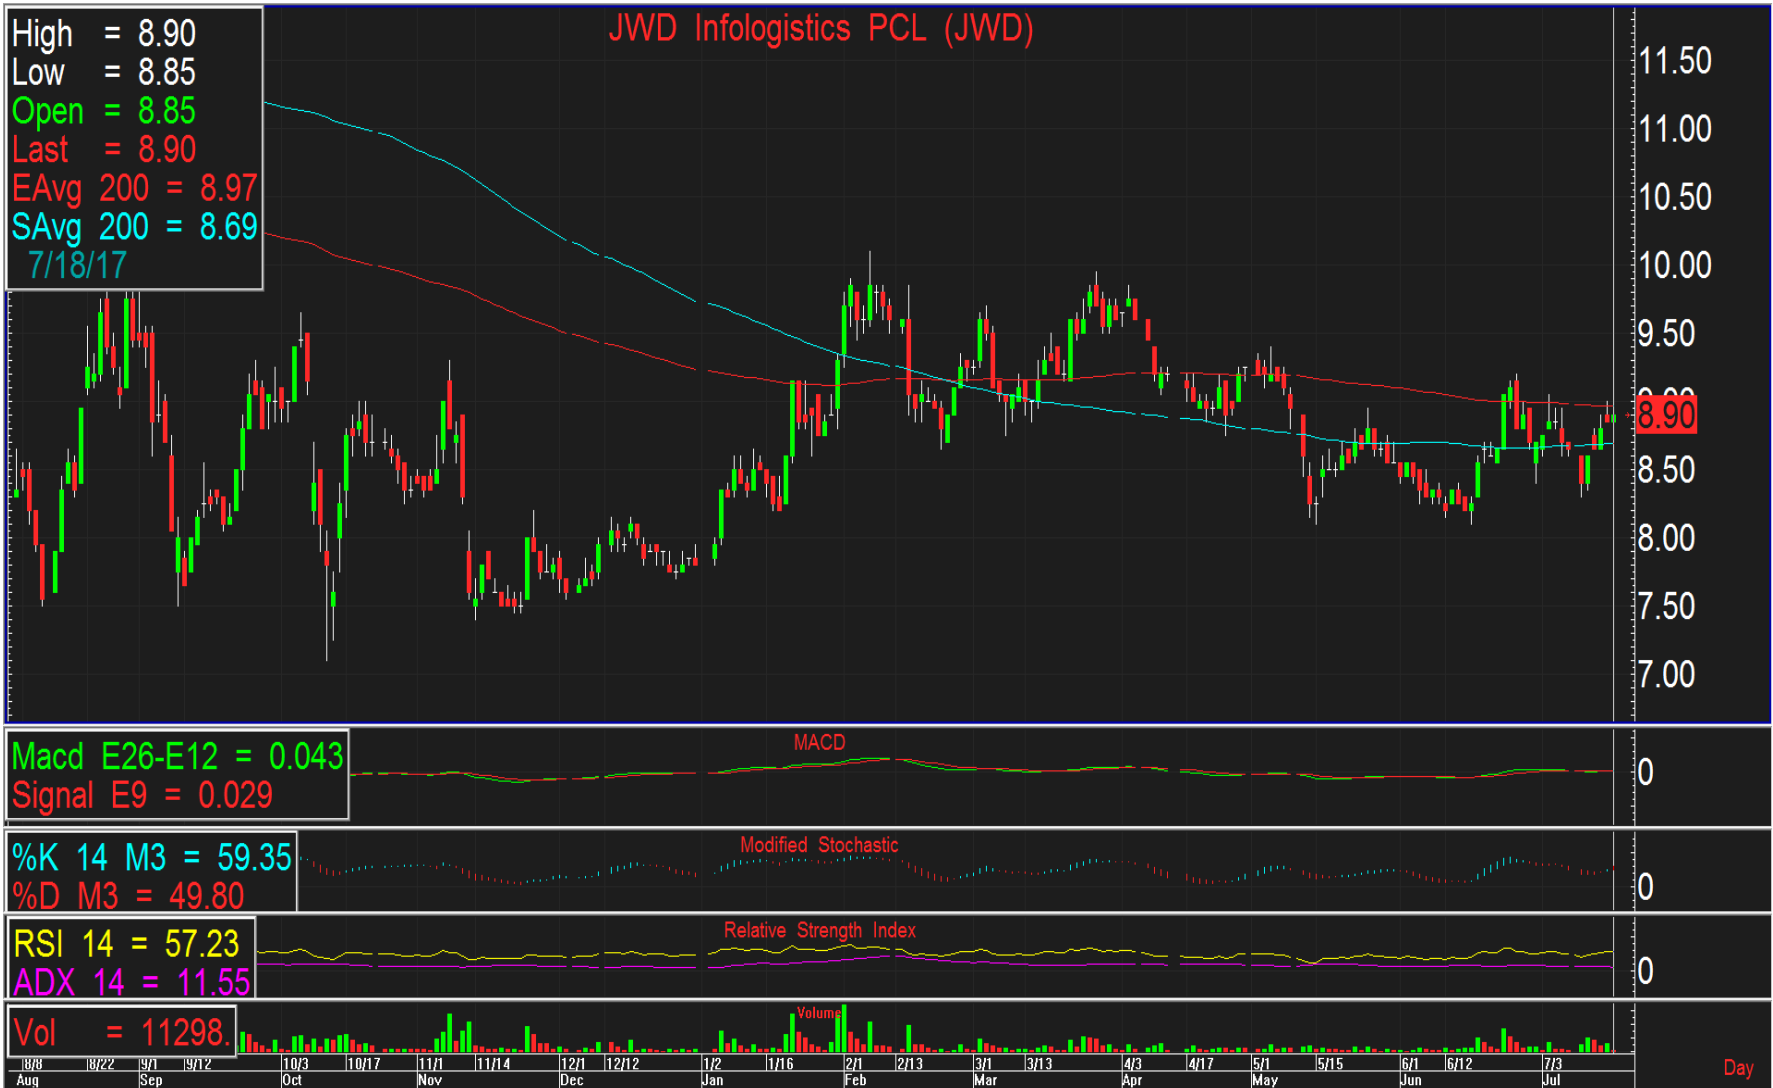 JWD Infologistics PCL (JWD)
High = 8.90
Low = 8.85
Open = 8.85
Last = 8.90
EAvg 200 = 8.97
SAvg 200 = 8.69
7/18/17
11.50
11.00
10.50
10.00
9.50
9.00
8.90
8.50
8.00
7.50
7.00
MACD
Macd E26-E12 = 0.043
Signal E9 = 0.029
0
Modified Stochastic
%K 14 M3 = 59.35
%D M3 = 49.80
0
Relative Strength Index
RSI 14 = 57.23
ADX 14 = 11.55
0
Volume
Vol = 11298.
8/8 8/22 9/1 9/12 10/3 10/17 11/1 11/14 12/1 12/12 1/2 1/16 2/1 2/13 3/1 3/13 4/3 4/17 5/1 5/15 6/1 6/12 7/3
Aug Sep Oct Nov Dec Jan Feb Mar Apr May Jun Jul
Day